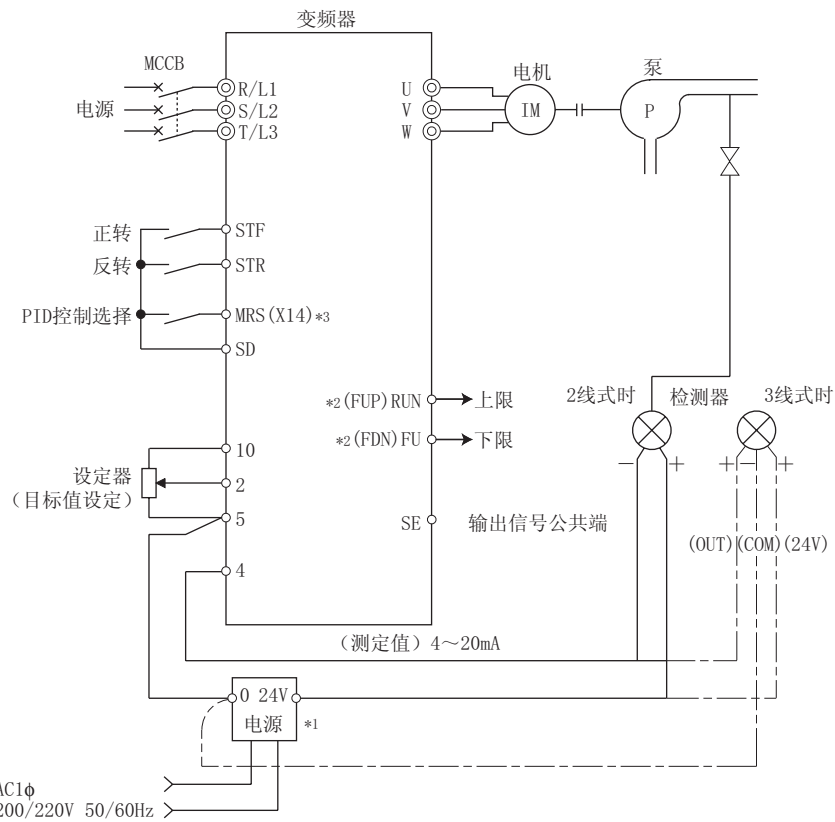 变频器
MCCB
电源
R/L1
S/L2
T/L3
U
V
W
电机
IM
泵
P
正转
STF
反转
STR
PID控制选择
MRS(X14)*3
SD
*2(FUP)RUN
上限
*2(FDN)FU
下限
2线式时
检测器
3线式时
- +
+ - +
10
设定器
(目标值设定)
2
5
SE
输出信号公共端
(OUT)(COM)(24V)
4
(测定值)4～20mA
0 24V
电源
*1
AC1ϕ
200/220V 50/60Hz